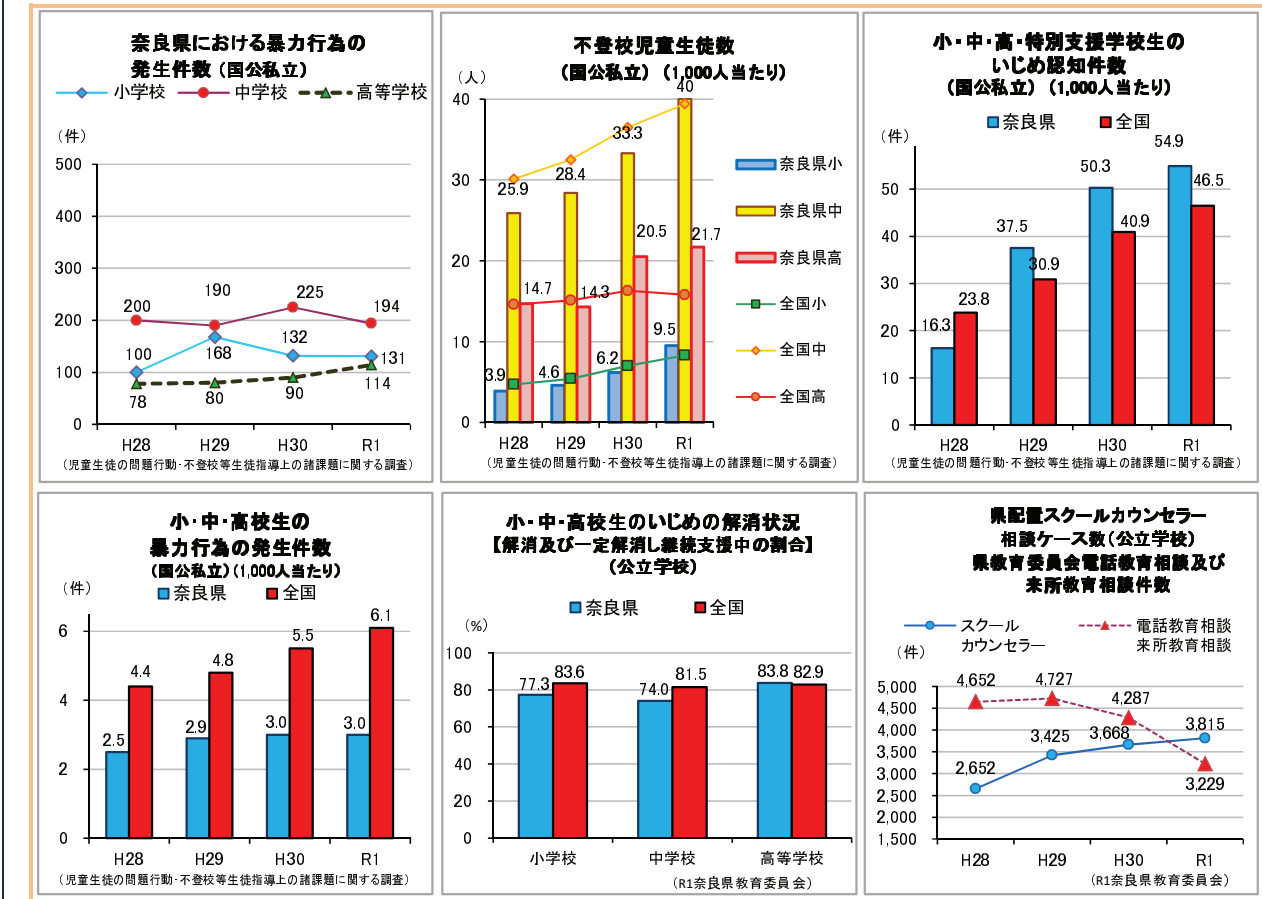 奈良県における暴力行為の
発生件数（国公私立）
小学校 中学校 高等学校
（件）
500
400
300
200
100
0
200 190 225 194
100 168 132 131
78 80 90 114
H28 H29 H30 R1
（児童生徒の問題行動・不登校等生徒指導上の諸課題に関する調査）
不登校児童生徒数
（国公私立）（1,000人当たり）
（人）
40
30
20
10
0
25.9 28.4 33.3 40
14.7 14.3 20.5 21.7
3.9 4.6 6.2 9.5
H28 H29 H30 R1
奈良県小
奈良県中
奈良県高
全国小
全国中
全国高
（児童生徒の問題行動・不登校等生徒指導上の諸課題に関する調査）
小・中・高・特別支援学校生の
いじめ認知件数
（国公私立）（1,000人当たり）
奈良県 全国
（件）
50
40
30
20
10
0
16.3 37.5 50.3 54.9
23.8 30.9 40.9 46.5
H28 H29 H30 R1
（児童生徒の問題行動・不登校等生徒指導上の諸課題に関する調査）
小・中・高校生の
暴力行為の発生件数
（国公私立）（1,000人当たり）
（件）
奈良県 全国
6
4
2
0
2.5 2.9 3.0 3.0
4.4 4.8 5.5 6.1
H28 H29 H30 R1
（児童生徒の問題行動・不登校等生徒指導上の諸課題に関する調査）
小・中・高校生のいじめの解消状況
【解消及び一定解消し継続支援中の割合】
（公立学校）
奈良県 全国
（%）
100
80
60
40
20
0
77.3 83.6 74.0 81.5 83.8 82.9
小学校 中学校 高等学校
（R1奈良県教育委員会）
県配置スクールカウンセラー
相談ケース数（公立学校）
県教育委員会電話教育相談及び
来所教育相談件数
スクール
カウンセラー
電話教育相談
来所教育相談
（件）
5,000
4,500
4,000
3,500
3,000
2,500
2,000
1,500
4,652 4,727 4,287 3,229
2,652 3,425 3,668 3,815
H28 H29 H30 R1
（R1奈良県教育委員会）